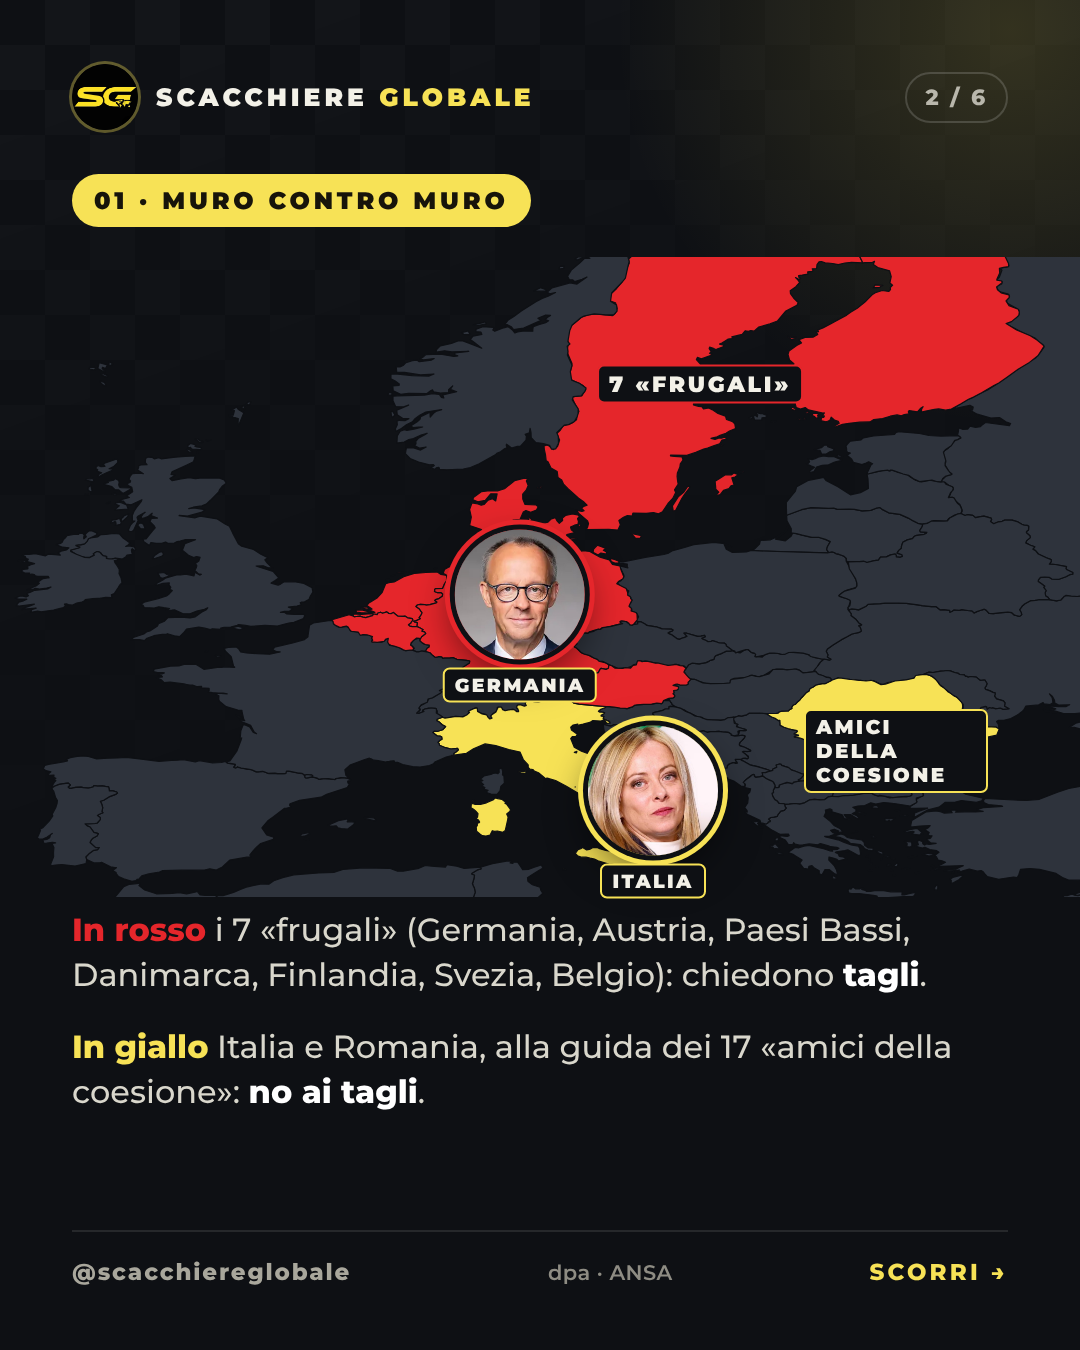 SG
SCACCHIERE GLOBALE
2 / 6
01 · MURO CONTRO MURO
7 «FRUGALI»
GERMANIA
AMICI
DELLA
COESIONE
ITALIA
In rosso i 7 «frugali» (Germania, Austria, Paesi Bassi,
Danimarca, Finlandia, Svezia, Belgio): chiedono tagli.
In giallo Italia e Romania, alla guida dei 17 «amici della
coesione»: no ai tagli.
@scacchiereglobale
dpa · ANSA
SCORRI →